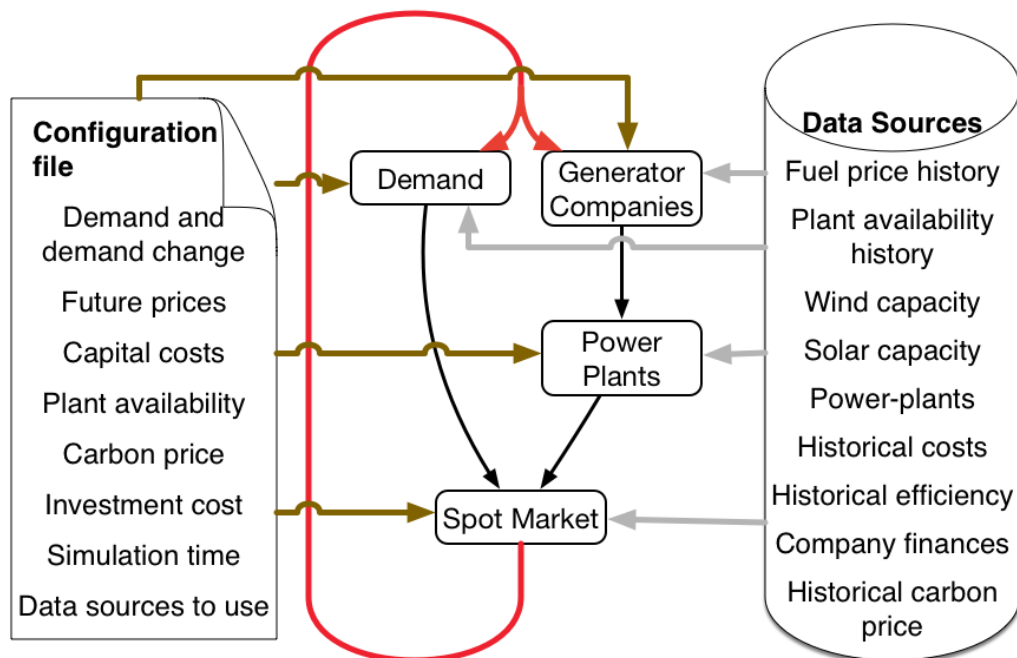 Configuration
file
Demand and
demand change
Future prices
Capital costs
Plant availability
Carbon price
Investment cost
Simulation time
Data sources to use
Demand
Generator
Companies
Power
Plants
Spot Market
Data Sources
Fuel price history
Plant availability
history
Wind capacity
Solar capacity
Power-plants
Historical costs
Historical efficiency
Company finances
Historical carbon
price